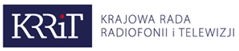 KRRiT
KRAJOWA RADA
RADIOFONII i TELEWIZJI